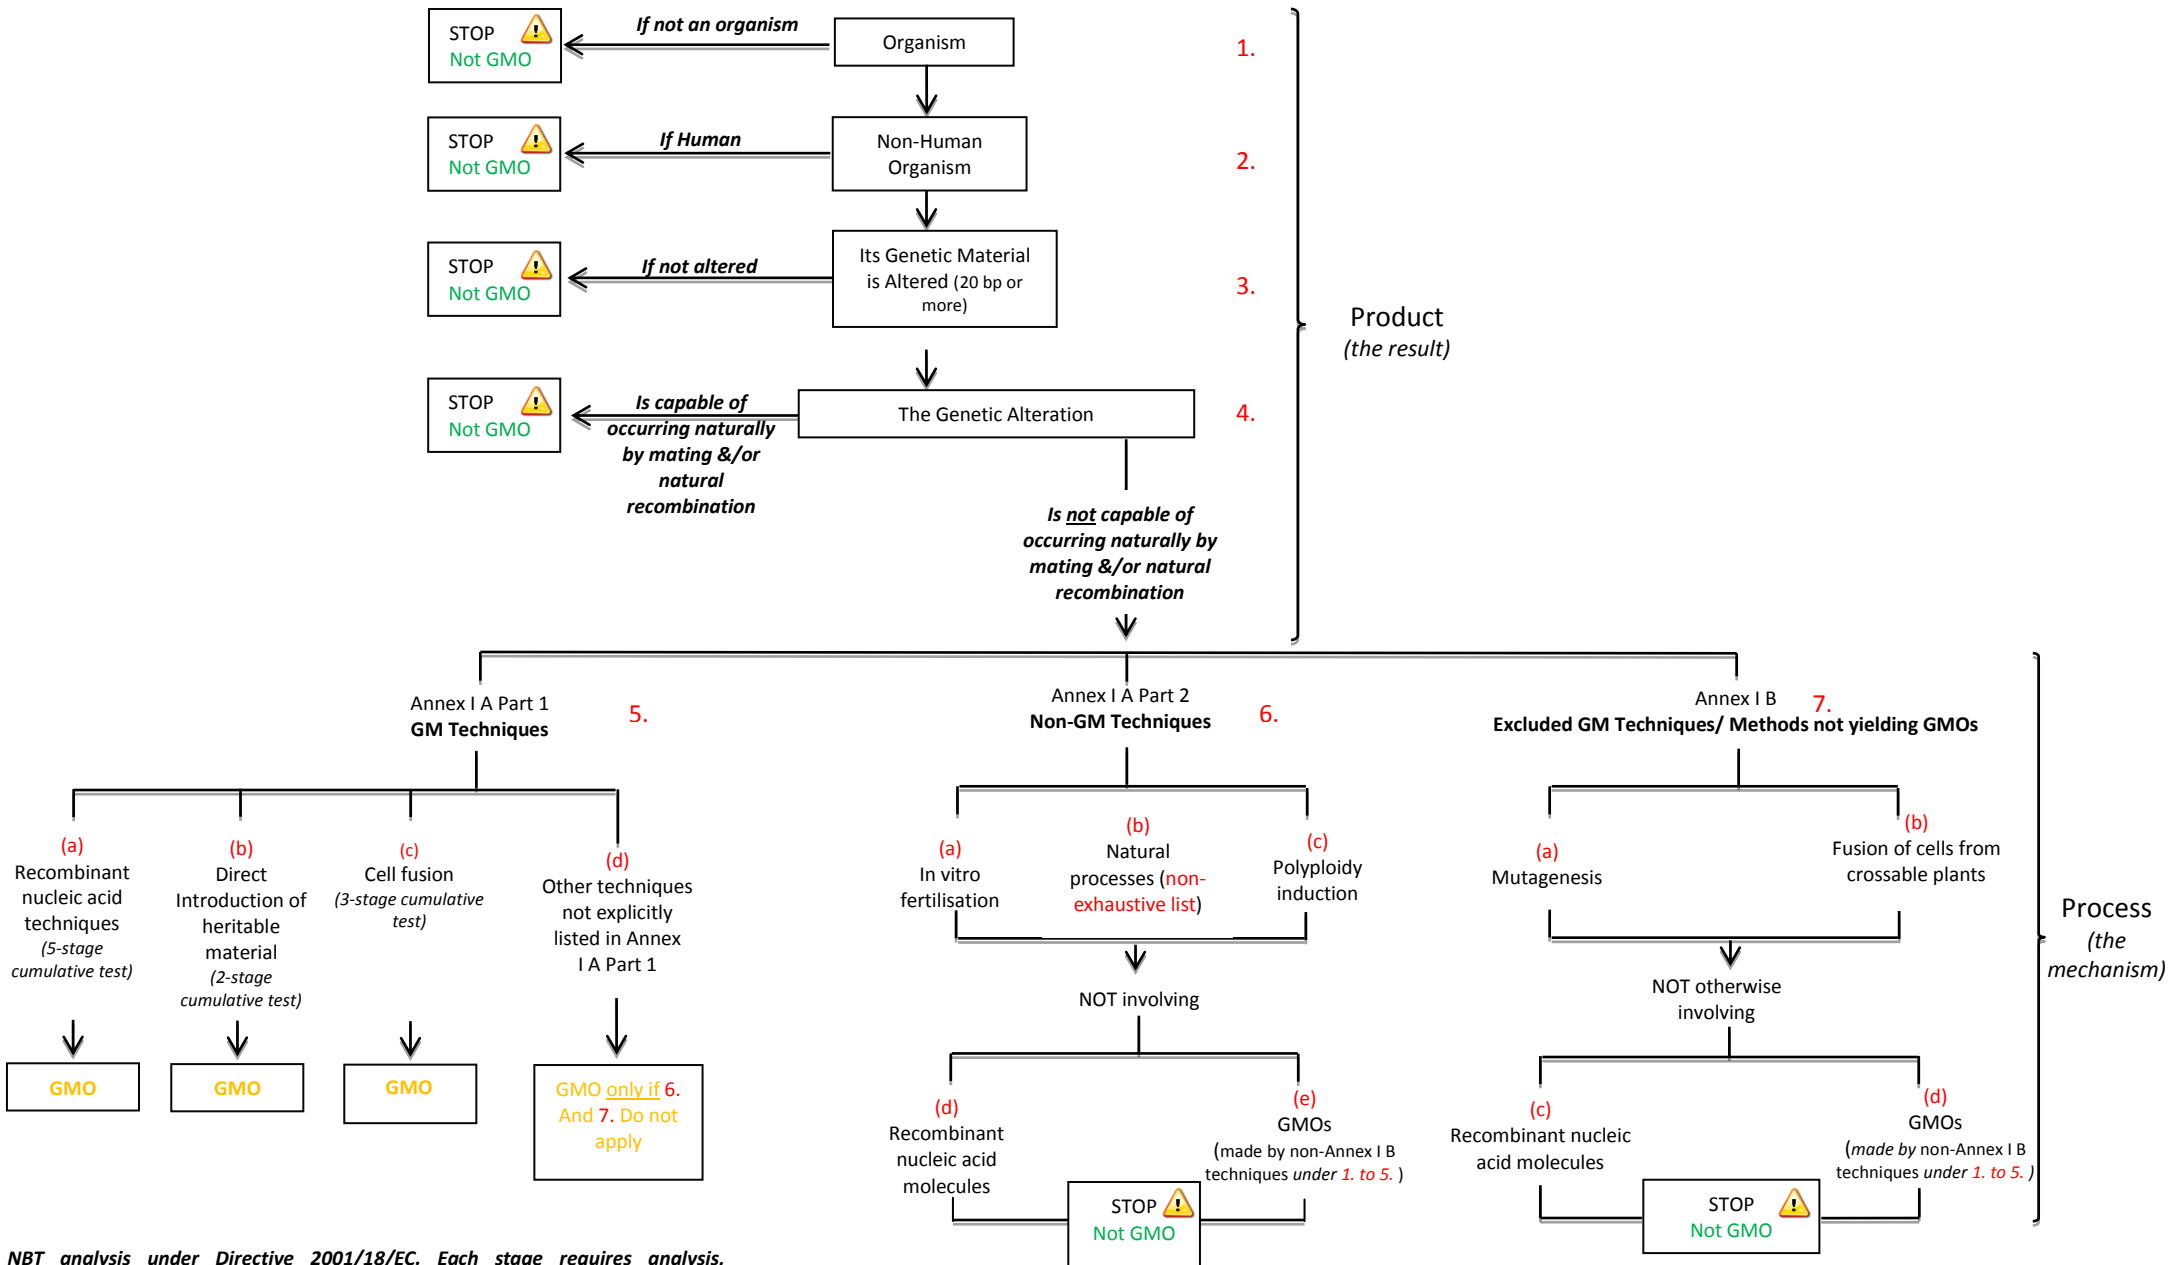 STOP
Not GMO
If not an organism
Organism
1.
STOP
Not GMO
If Human
Non-Human
Organism
2.
STOP
Not GMO
If not altered
Its Genetic Material
is Altered (20 bp or
more)
3.
Product
(the result)
STOP
Not GMO
Is capable of
occurring naturally
by mating &/or
natural
recombination
The Genetic Alteration
4.
Is not capable of
occurring naturally by
mating &/or natural
recombination
Annex I A Part 1
GM Techniques
5.
Annex I A Part 2
Non-GM Techniques
6.
Annex I B
7.
Excluded GM Techniques/ Methods not yielding GMOs
(a)
Recombinant
nucleic acid
techniques
(5-stage
cumulative test)
(b)
Direct
Introduction of
heritable
material
(2-stage
cumulative test)
(c)
Cell fusion
(3-stage cumulative
test)
(d)
Other techniques
not explicitly
listed in Annex
I A Part 1
GMO
GMO
GMO
GMO only if 6.
And 7. Do not
apply
(a)
In vitro
fertilisation
(b)
Natural
processes (non-
exhaustive list)
(c)
Polyploidy
induction
NOT involving
(d)
Recombinant
nucleic acid
molecules
(e)
GMOs
(made by non-Annex I B
techniques under 1. to 5. )
STOP
Not GMO
(a)
Mutagenesis
(b)
Fusion of cells from
crossable plants
NOT otherwise
involving
(c)
Recombinant nucleic
acid molecules
(d)
GMOs
(made by non-Annex I B
techniques under 1. to 5. )
STOP
Not GMO
Process
(the
mechanism)
NBT analysis under Directive 2001/18/EC. Each stage requires analysis.